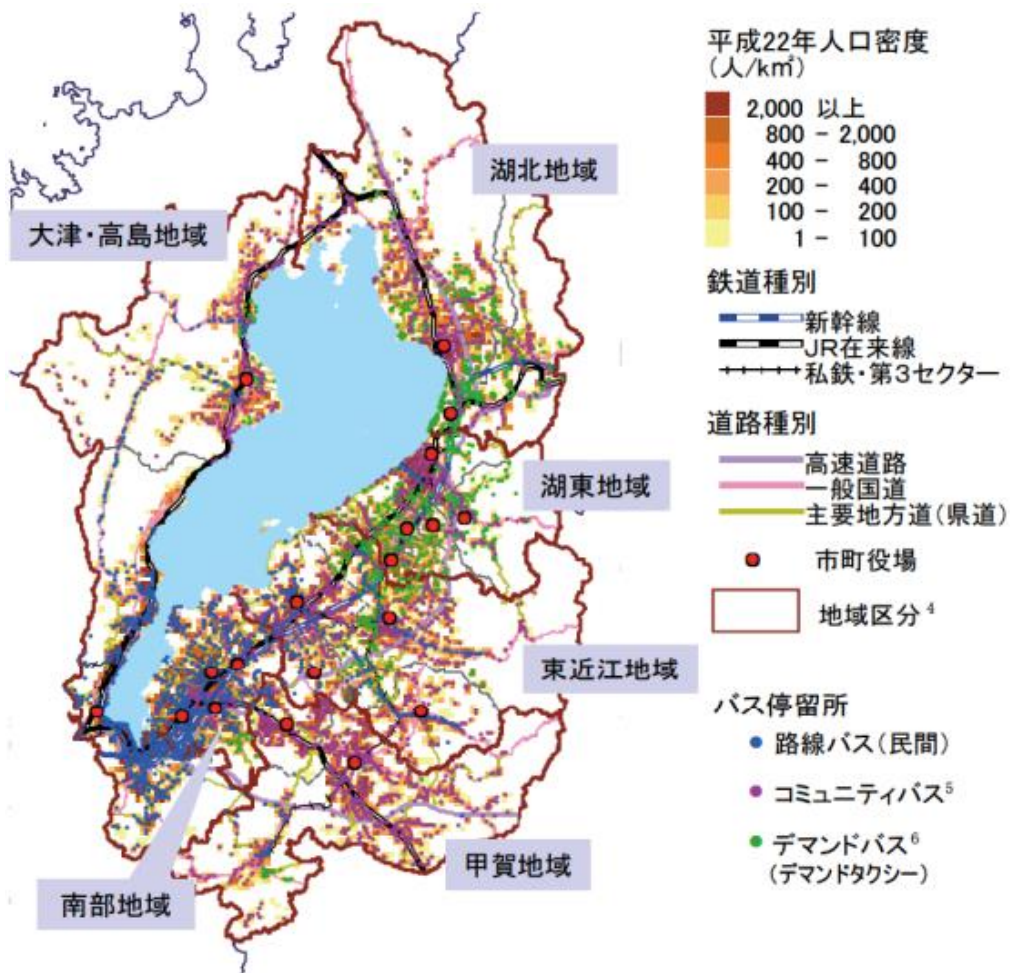 平成22年人口密度
(人/k㎡)
2,000 以上
800 - 2,000
400 - 800
200 - 400
100 - 200
1 - 100
鉄道種別
新幹線
JR在来線
私鉄・第3セクター
道路種別
高速道路
一般国道
主要地方道(県道)
市町役場
地域区分4
バス停留所
路線バス(民間)
コミュニティバス5
デマンドバス6
(デマンドタクシー)
湖北地域
大津・高島地域
湖東地域
東近江地域
甲賀地域
南部地域